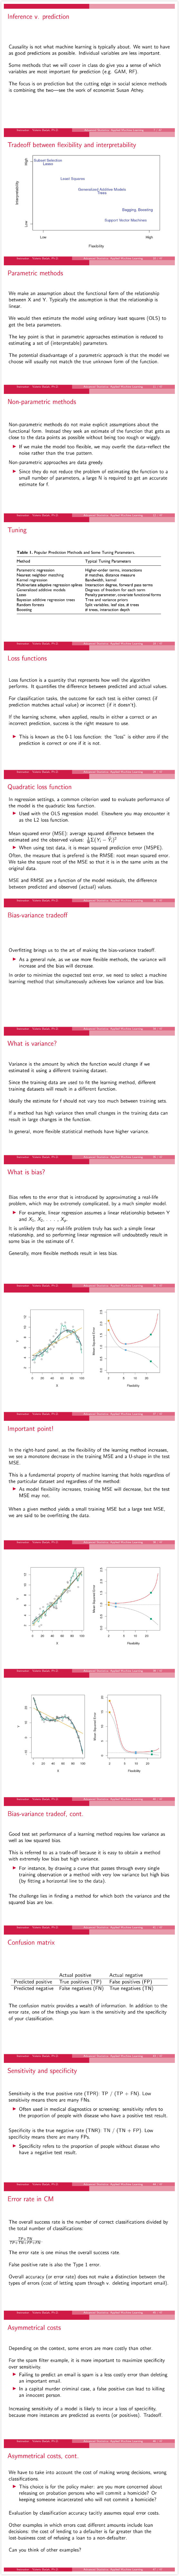 Inference v. prediction
Causality is not what machine learning is typically about. We want to have
as good predictions as possible. Individual variables are less important.
Some methods that we will cover in class do give you a sense of which
variables are most important for prediction (e.g. GAM, RF).
The focus is on prediction but the cutting edge in social science methods
is combining the two—see the work of economist Susan Athey.
Tradeoff between flexibility and interpretability
High
Subset Selection
Lasso
Least Squares
Interpretability
Generalized Additive Models
Trees
Bagging, Boosting
Support Vector Machines
Low
Low
High
Flexibility
Parametric methods
We make an assumption about the functional form of the relationship
between X and Y. Typically the assumption is that the relationship is
linear.
We would then estimate the model using ordinary least squares (OLS) to
get the beta parameters.
The key point is that in parametric approaches estimation is reduced to
estimating a set of (interpretable) parameters.
The potential disadvantage of a parametric approach is that the model we
choose will usually not match the true unknown form of the function.
Non-parametric methods
Non-parametric methods do not make explicit assumptions about the
functional form. Instead they seek an estimate of the function that gets as
close to the data points as possible without being too rough or wiggly.
▶ If we make the model too flexible, we may overfit the data-reflect the
noise rather than the true pattern.
Non-parametric approaches are data greedy.
▶ Since they do not reduce the problem of estimating the function to a
small number of parameters, a large N is required to get an accurate
estimate for f.
Tuning
Table 1. Popular Prediction Methods and Some Tuning Parameters.
Method Typical Tuning Parameters
Parametric regression Higher-order terms, interactions
Nearest neighbor matching # matches, distance measure
Kernel regression Bandwidth, kernel
Multivariate adaptive regression splines Interaction degree, forward pass terms
Generalized additive models Degrees of freedom for each term
Lasso Penalty parameter, covariate functional forms
Bayesian additive regression trees Tree and variance priors
Random forests Split variables, leaf size, # trees
Boosting # trees, interaction depth
Loss functions
Loss function is a quantity that represents how well the algorithm
performs. It quantifies the difference between predicted and actual values.
For classification tasks, the outcome for each test is either correct (if
prediction matches actual value) or incorrect (if it doesn't).
If the learning scheme, when applied, results in either a correct or an
incorrect prediction, success is the right measure to use.
▶ This is known as the 0-1 loss function: the "loss" is either zero if the
prediction is correct or one if it is not.
Quadratic loss function
In regression settings, a common criterion used to evaluate performance of
the model is the quadratic loss function.
▶ Used with the OLS regression model. Elsewhere you may encounter it
as the L2 loss function.
Mean squared error (MSE): average squared difference between the
estimated and the observed values:
▶ When using test data, it is mean squared prediction error (MSPE).
Often, the measure that is preferred is the RMSE: root mean squared error.
We take the square root of the MSE so that it is in the same units as the
original data.
MSE and RMSE are a function of the model residuals, the difference
between predicted and observed (actual) values.
Bias-variance tradeoff
Overfitting brings us to the art of making the bias-variance tradeoff.
▶ As a general rule, as we use more flexible methods, the variance will
increase and the bias will decrease.
In order to minimize the expected test error, we need to select a machine
learning method that simultaneously achieves low variance and low bias.
What is variance?
Variance is the amount by which the function would change if we
estimated it using a different training dataset.
Since the training data are used to fit the learning method, different
training datasets will result in a different function.
Ideally the estimate for f should not vary too much between training sets.
If a method has high variance then small changes in the training data can
result in large changes in the function.
In general, more flexible statistical methods have higher variance.
What is bias?
Bias refers to the error that is introduced by approximating a real-life
problem, which may be extremely complicated, by a much simpler model.
▶ For example, linear regression assumes a linear relationship between Y
and X₁, X₂, . . . , Xₚ.
It is unlikely that any real-life problem truly has such a simple linear
relationship, and so performing linear regression will undoubtedly result in
some bias in the estimate of f.
Generally, more flexible methods result in less bias.
Y
X
Mean Squared Error
Flexibility
Important point!
In the right-hand panel, as the flexibility of the learning method increases,
we see a monotone decrease in the training MSE and a U-shape in the test
MSE.
This is a fundamental property of machine learning that holds regardless of
the particular dataset and regardless of the method:
▶ As model flexibility increases, training MSE will decrease, but the test
MSE may not.
When a given method yields a small training MSE but a large test MSE,
we are said to be overfitting the data.
Y
X
Mean Squared Error
Flexibility
Y
X
Mean Squared Error
Flexibility
Bias-variance tradeof, cont.
Good test set performance of a learning method requires low variance as
well as low squared bias.
This is referred to as a trade-off because it is easy to obtain a method
with extremely low bias but high variance.
▶ For instance, by drawing a curve that passes through every single
training observation or a method with very low variance but high bias
(by fitting a horizontal line to the data).
The challenge lies in finding a method for which both the variance and the
squared bias are low.
Confusion matrix
Actual positive Actual negative
Predicted positive True positives (TP) False positives (FP)
Predicted negative False negatives (FN) True negatives (TN)
The confusion matrix provides a wealth of information. In addition to the
error rate, one of the things you learn is the sensitivity and the specificity
of your classification.
Sensitivity and specificity
Sensitivity is the true positive rate (TPR): TP / (TP + FN). Low
sensitivity means there are many FNs.
▶ Often used in medical diagnostics or screening: sensitivity refers to
the proportion of people with disease who have a positive test result.
Specificity is the true negative rate (TNR): TN / (TN + FP). Low
specificity means there are many FPs.
▶ Specificity refers to the proportion of people without disease who
have a negative test result.
Error rate in CM
The overall success rate is the number of correct classifications divided by
the total number of classifications:
TP+TN
TP+TN+FP+FN
The error rate is one minus the overall success rate.
False positive rate is also the Type 1 error.
Overall accuracy (or error rate) does not make a distinction between the
types of errors (cost of letting spam through v. deleting important email).
Asymmetrical costs
Depending on the context, some errors are more costly than other.
For the spam filter example, it is more important to maximize specificity
over sensitivity.
▶ Failing to predict an email is spam is a less costly error than deleting
an important email.
▶ In a capital murder criminal case, a false positive can lead to killing
an innocent person.
Increasing sensitivity of a model is likely to incur a loss of specificity,
because more instances are predicted as events (or positives). Tradeoff.
Asymmetrical costs, cont.
We have to take into account the cost of making wrong decisions, wrong
classifications.
▶ This choice is for the policy maker: are you more concerned about
releasing on probation persons who will commit a homicide? Or
keeping someone incarcerated who will not commit a homicide?
Evaluation by classification accuracy tacitly assumes equal error costs.
Other examples in which error cost different amounts include loan
decisions: the cost of lending to a defaulter is far greater than the
lost-business cost of refusing a loan to a non-defaulter.
Can you think of other examples?